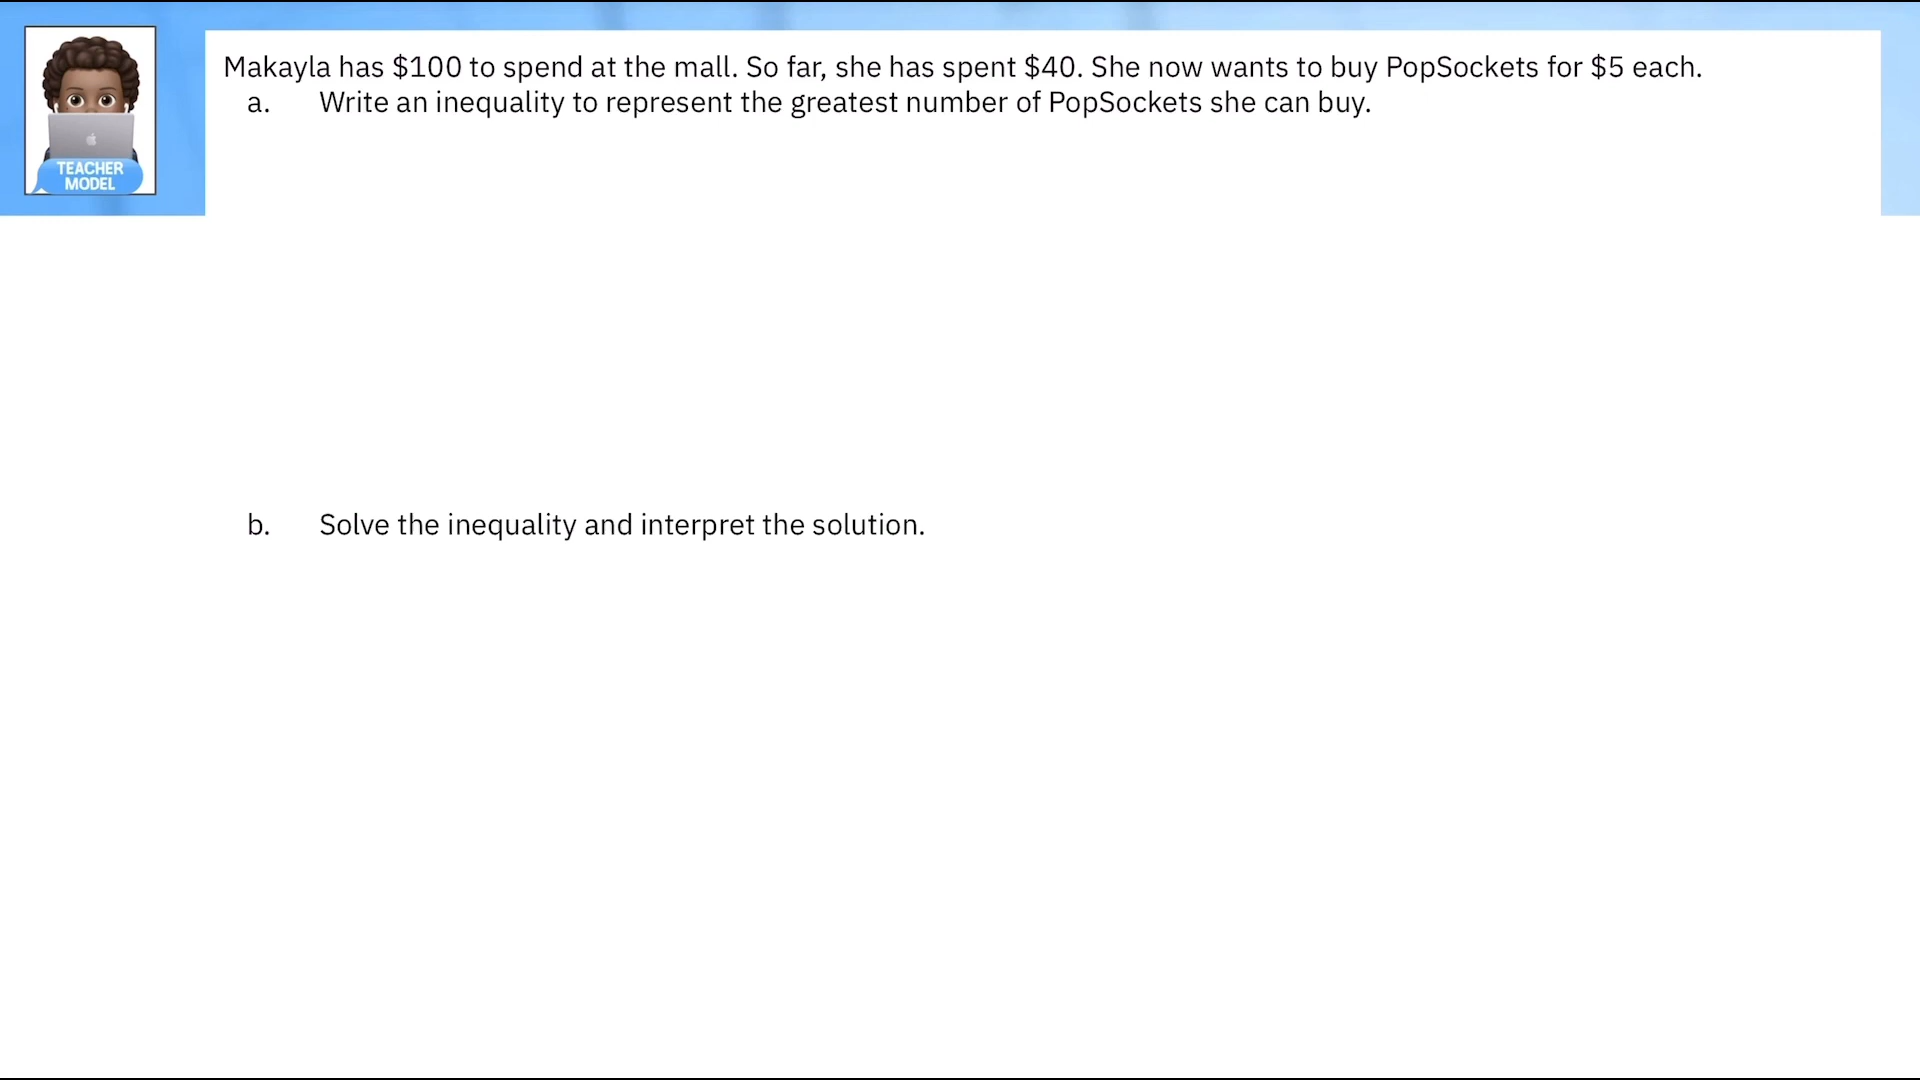 Makayla has $100 to spend at the mall. So far, she has spent $40. She now wants to buy PopSockets for $5 each.
a. Write an inequality to represent the greatest number of PopSockets she can buy.
TEACHER
MODEL
b. Solve the inequality and interpret the solution.